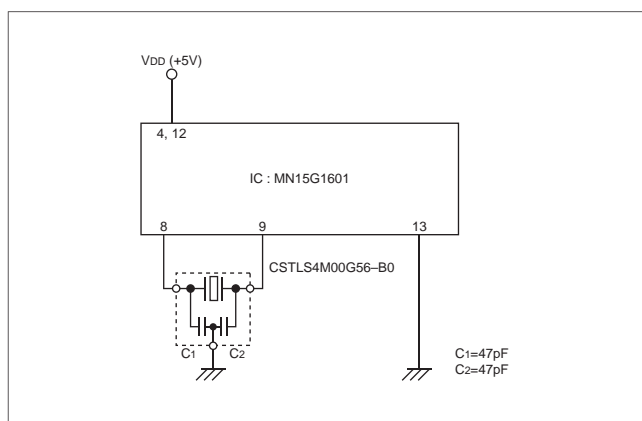 VDD (+5V)
4, 12
IC : MN15G1601
8
9
13
CSTLS4M00G56–B0
C1
C2
C1=47pF
C2=47pF